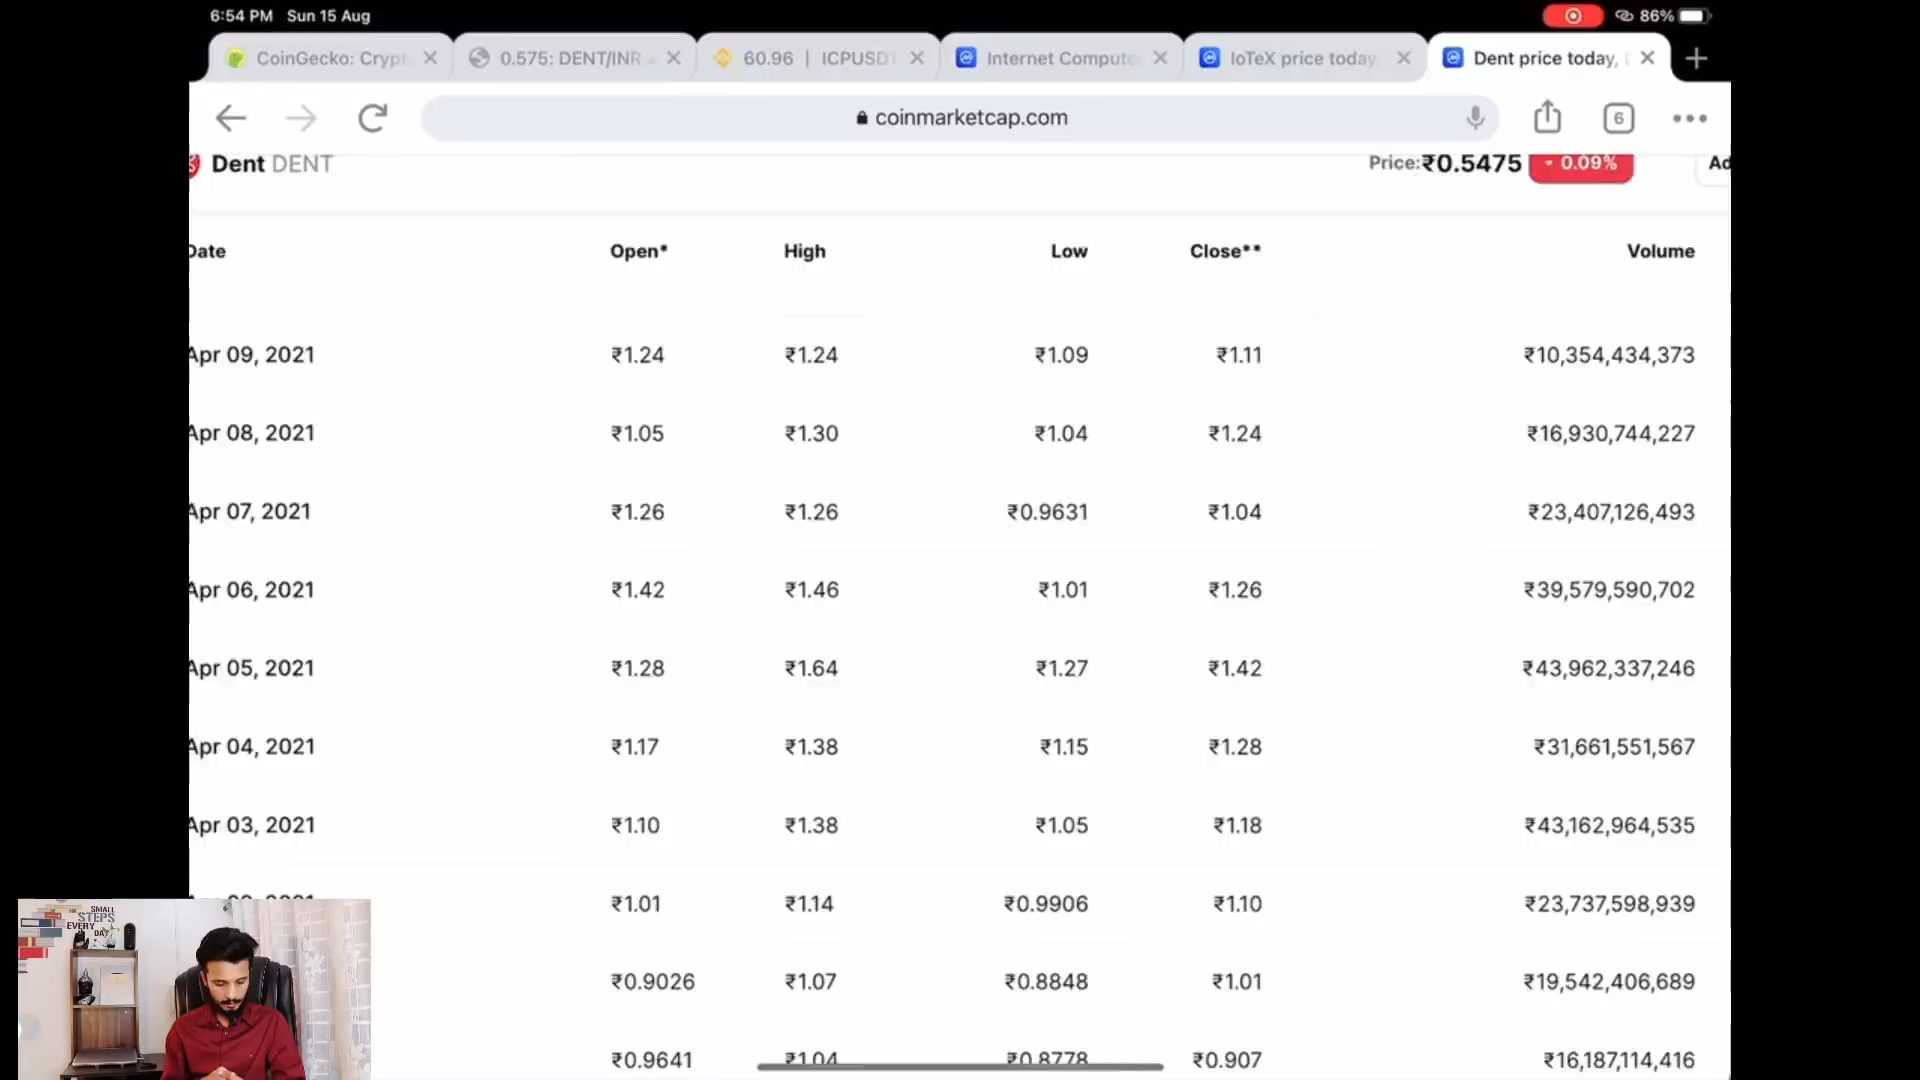 6:54 PM Sun 15 Aug 86%
CoinGecko: Crypt 0.575: DENT/INR 60.96 | ICPUSDT Internet Compute IoTeX price today, Dent price today,
coinmarketcap.com 6
Dent DENT Price:₹0.5475 0.09% Ad
Date Open* High Low Close** Volume
Apr 09, 2021 ₹1.24 ₹1.24 ₹1.09 ₹1.11 ₹10,354,434,373
Apr 08, 2021 ₹1.05 ₹1.30 ₹1.04 ₹1.24 ₹16,930,744,227
Apr 07, 2021 ₹1.26 ₹1.26 ₹0.9631 ₹1.04 ₹23,407,126,493
Apr 06, 2021 ₹1.42 ₹1.46 ₹1.01 ₹1.26 ₹39,579,590,702
Apr 05, 2021 ₹1.28 ₹1.64 ₹1.27 ₹1.42 ₹43,962,337,246
Apr 04, 2021 ₹1.17 ₹1.38 ₹1.15 ₹1.28 ₹31,661,551,567
Apr 03, 2021 ₹1.10 ₹1.38 ₹1.05 ₹1.18 ₹43,162,964,535
₹1.01 ₹1.14 ₹0.9906 ₹1.10 ₹23,737,598,939
₹0.9026 ₹1.07 ₹0.8848 ₹1.01 ₹19,542,406,689
₹0.9641 ₹1.04 ₹0.8778 ₹0.907 ₹16,187,114,416
SMALL
STEPS
EVERY
DAY